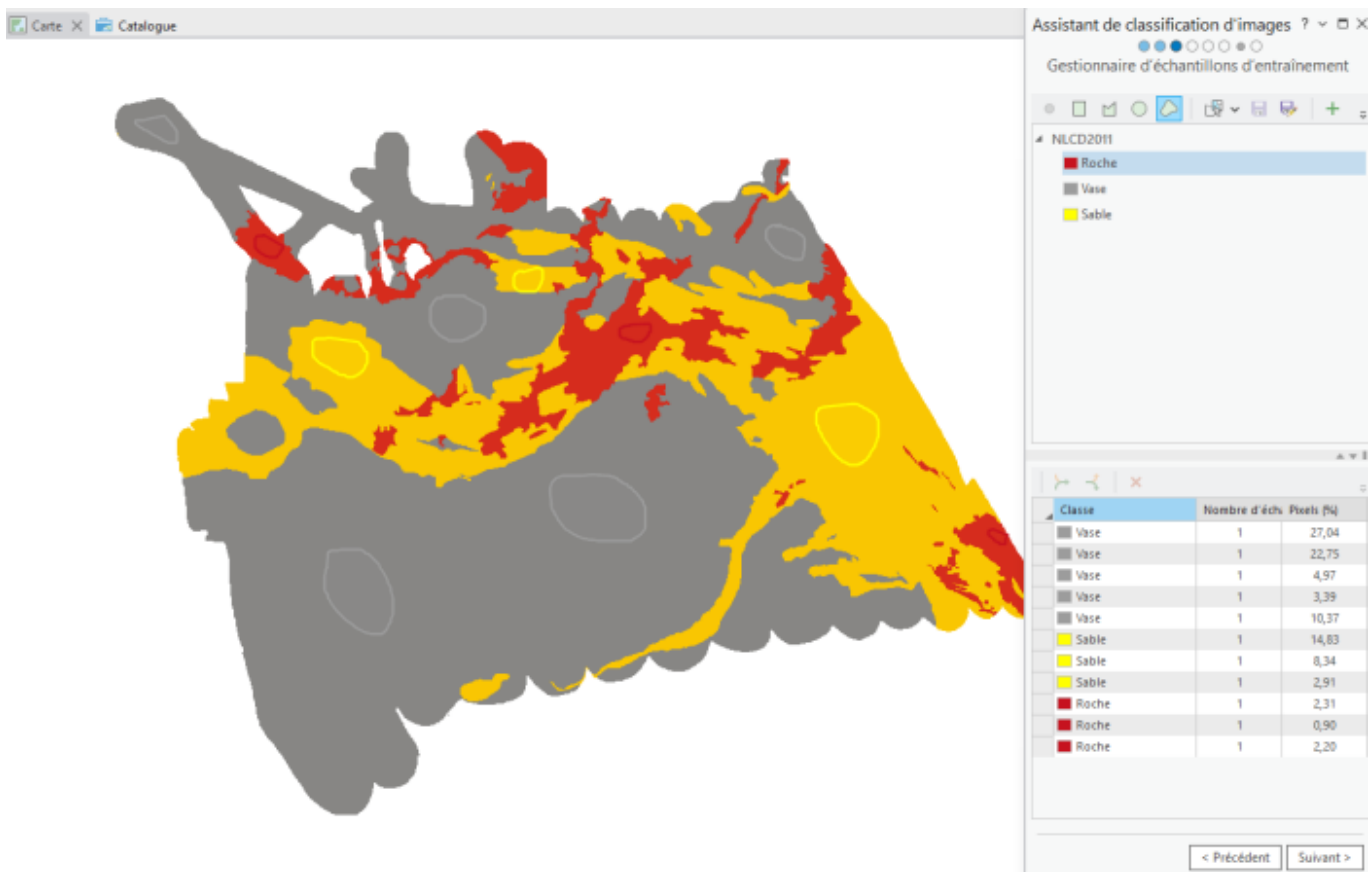 Carte Catalogue
Assistant de classification d'images
Gestionnaire d'échantillons d'entraînement
NLCD2011
Roche
Vase
Sable
Classe Nombre d'éch Pixels (%)
Vase 1 27,04
Vase 1 22,75
Vase 1 4,97
Vase 1 3,39
Vase 1 10,37
Sable 1 14,83
Sable 1 8,34
Sable 1 2,91
Roche 1 2,31
Roche 1 0,90
Roche 1 2,20
< Précédent Suivant >